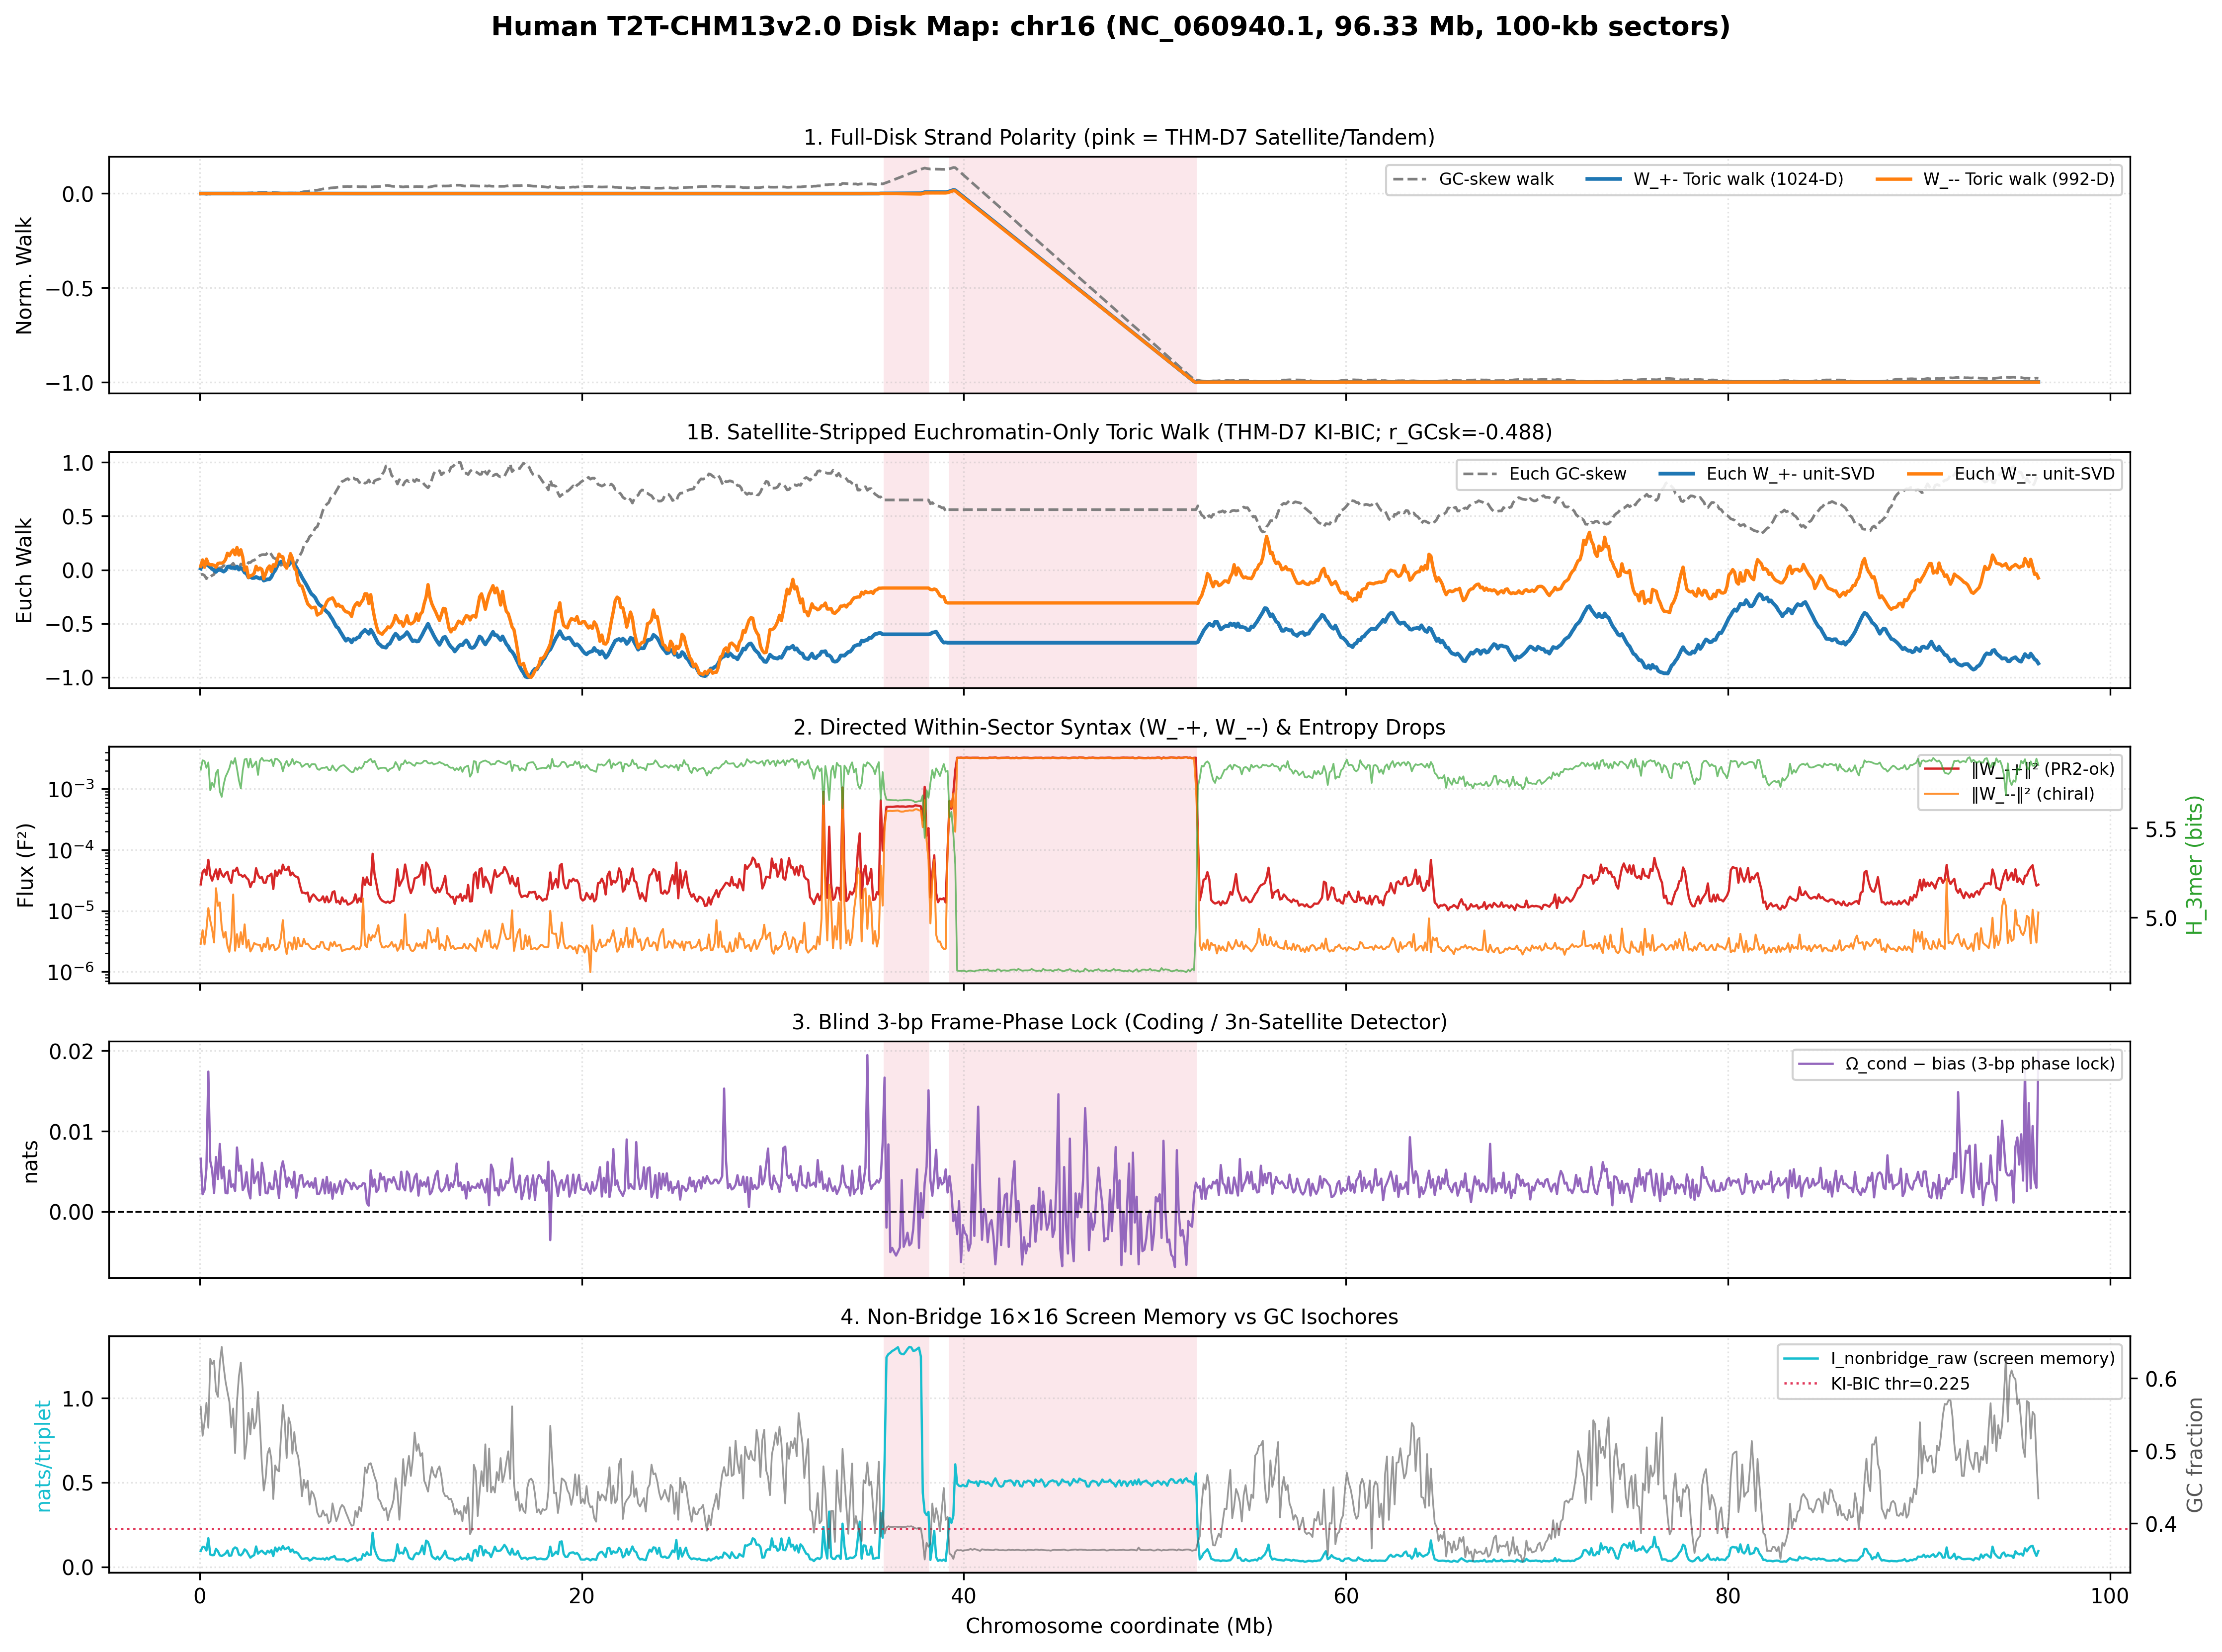 Human T2T-CHM13v2.0 Disk Map: chr16 (NC_060940.1, 96.33 Mb, 100-kb sectors)
1. Full-Disk Strand Polarity (pink = THM-D7 Satellite/Tandem)
Norm. Walk
0.0
−0.5
−1.0
GC-skew walk
W_+- Toric walk (1024-D)
W_-- Toric walk (992-D)
1B. Satellite-Stripped Euchromatin-Only Toric Walk (THM-D7 KI-BIC; r_GCsk=-0.488)
Euch Walk
1.0
0.5
0.0
−0.5
−1.0
Euch GC-skew
Euch W_+- unit-SVD
Euch W_-- unit-SVD
2. Directed Within-Sector Syntax (W_-+, W_--) & Entropy Drops
Flux (F²)
10⁻³
10⁻⁴
10⁻⁵
10⁻⁶
‖W_-+‖² (PR2-ok)
‖W_--‖² (chiral)
5.5
5.0
H_3mer (bits)
3. Blind 3-bp Frame-Phase Lock (Coding / 3n-Satellite Detector)
nats
0.02
0.01
0.00
Ω_cond − bias (3-bp phase lock)
4. Non-Bridge 16×16 Screen Memory vs GC Isochores
nats/triplet
1.0
0.5
0.0
I_nonbridge_raw (screen memory)
KI-BIC thr=0.225
0.6
0.5
0.4
GC fraction
0
20
40
60
80
100
Chromosome coordinate (Mb)